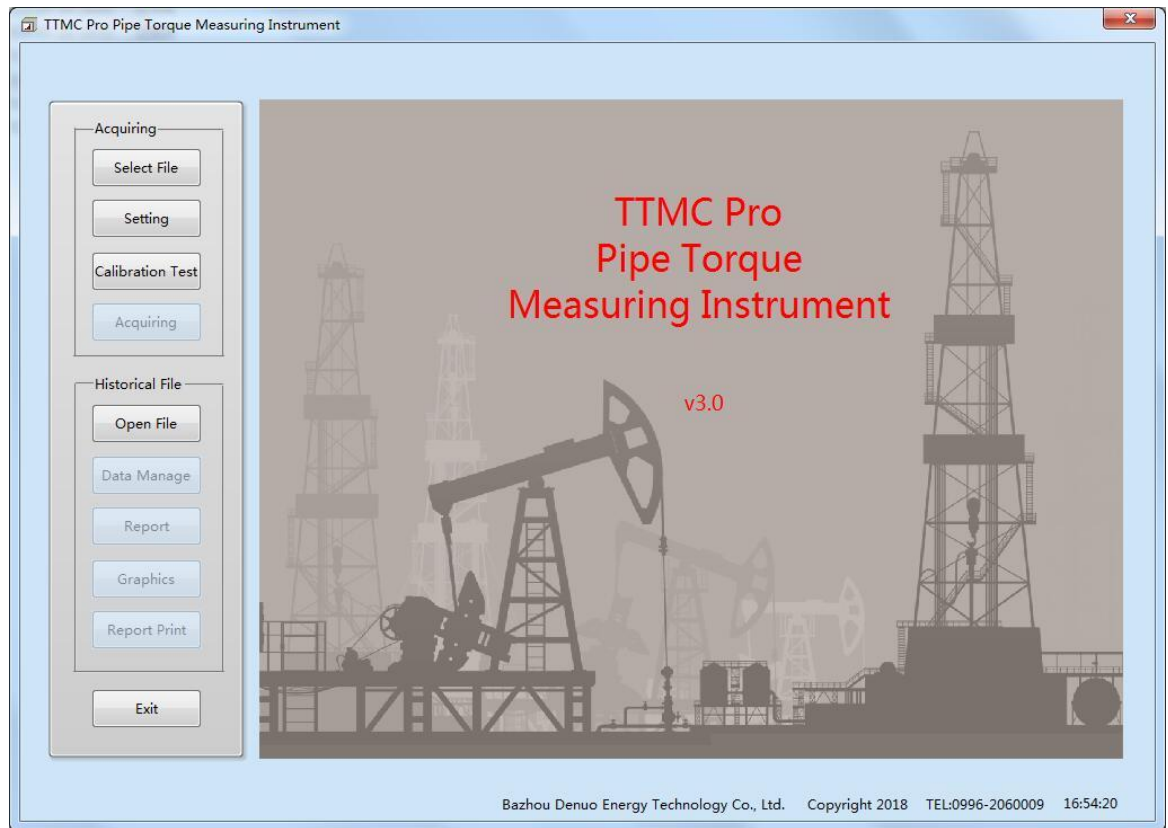 TTMC Pro Pipe Torque Measuring Instrument
Acquiring
Select File
Setting
Calibration Test
Acquiring
Historical File
Open File
Data Manage
Report
Graphics
Report Print
Exit
TTMC Pro
Pipe Torque
Measuring Instrument
v3.0
Bazhou Denuo Energy Technology Co., Ltd. Copyright 2018 TEL:0996-2060009 16:54:20